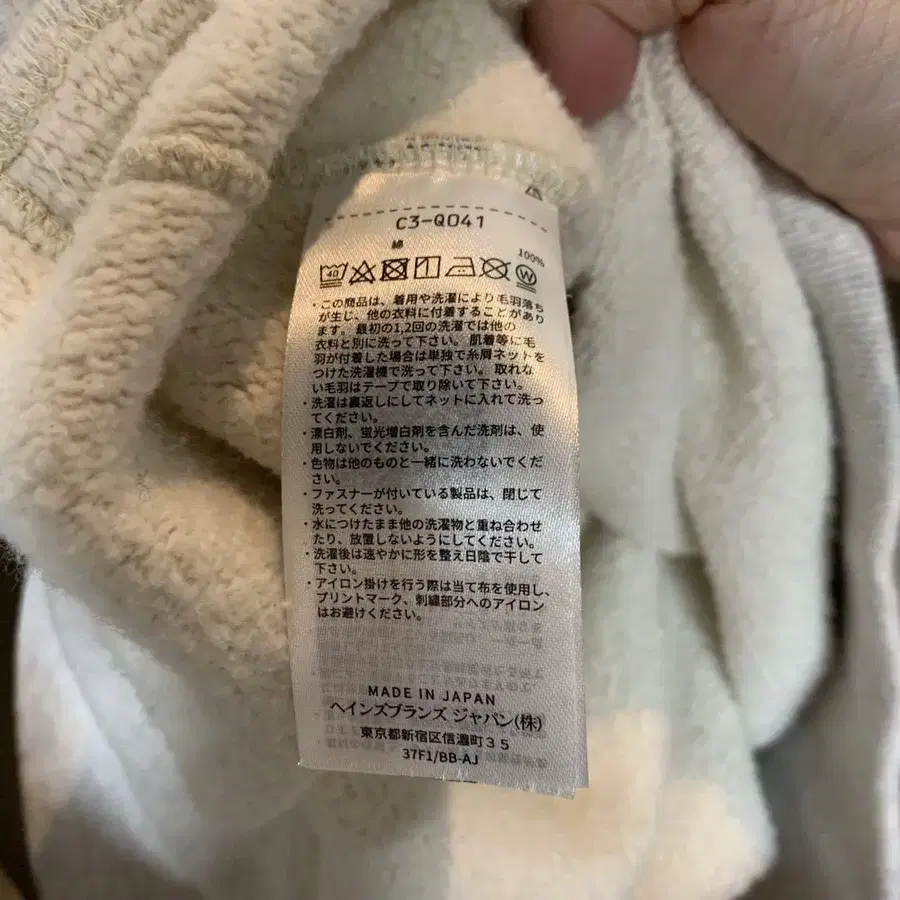 C3-Q041
綿 100%
40
W
・この商品は、着用や洗濯により毛羽落ち
が生じ、他の衣料に付着することがあり
ます。最初の1,2回の洗濯では他の
衣料と別に洗って下さい。肌着等に毛
羽が付着した場合は単独で糸屑ネットを
つけた洗濯機で洗って下さい。取れな
い毛羽はテープで取り除いて下さい。
・洗濯は裏返しにしてネットに入れて洗っ
てください。
・漂白剤、蛍光増白剤を含んだ洗剤は、使
用しないでください。
・色物は他のものと一緒に洗わないでくだ
さい。
・ファスナーが付いている製品は、閉じて
洗ってください。
・水につけたまま他の洗濯物と重ね合わせ
たり、放置しないようにしてください。
・洗濯後は速やかに形を整え日陰で干して
下さい。
・アイロン掛けを行う際は当て布を使用し、
プリントマーク、刺繍部分へのアイロン
はお避けください。
MADE IN JAPAN
ヘインズブランズ ジャパン(株)
東京都新宿区信濃町35
37F1/BB-AJ